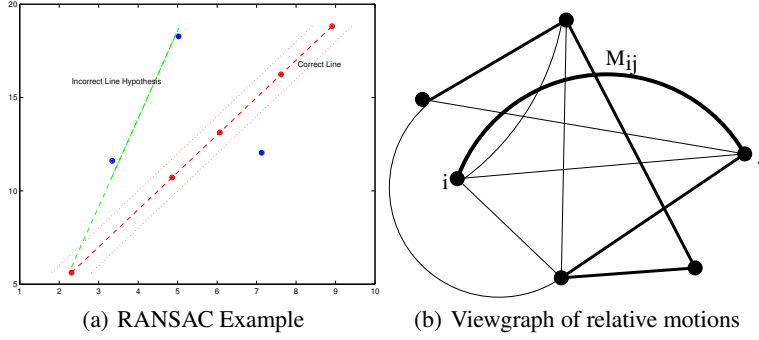 20
15
10
5
1 2 3 4 5 6 7 8 9 10
Incorrect Line Hypothesis
Correct Line
M_ij
i
(a) RANSAC Example
(b) Viewgraph of relative motions